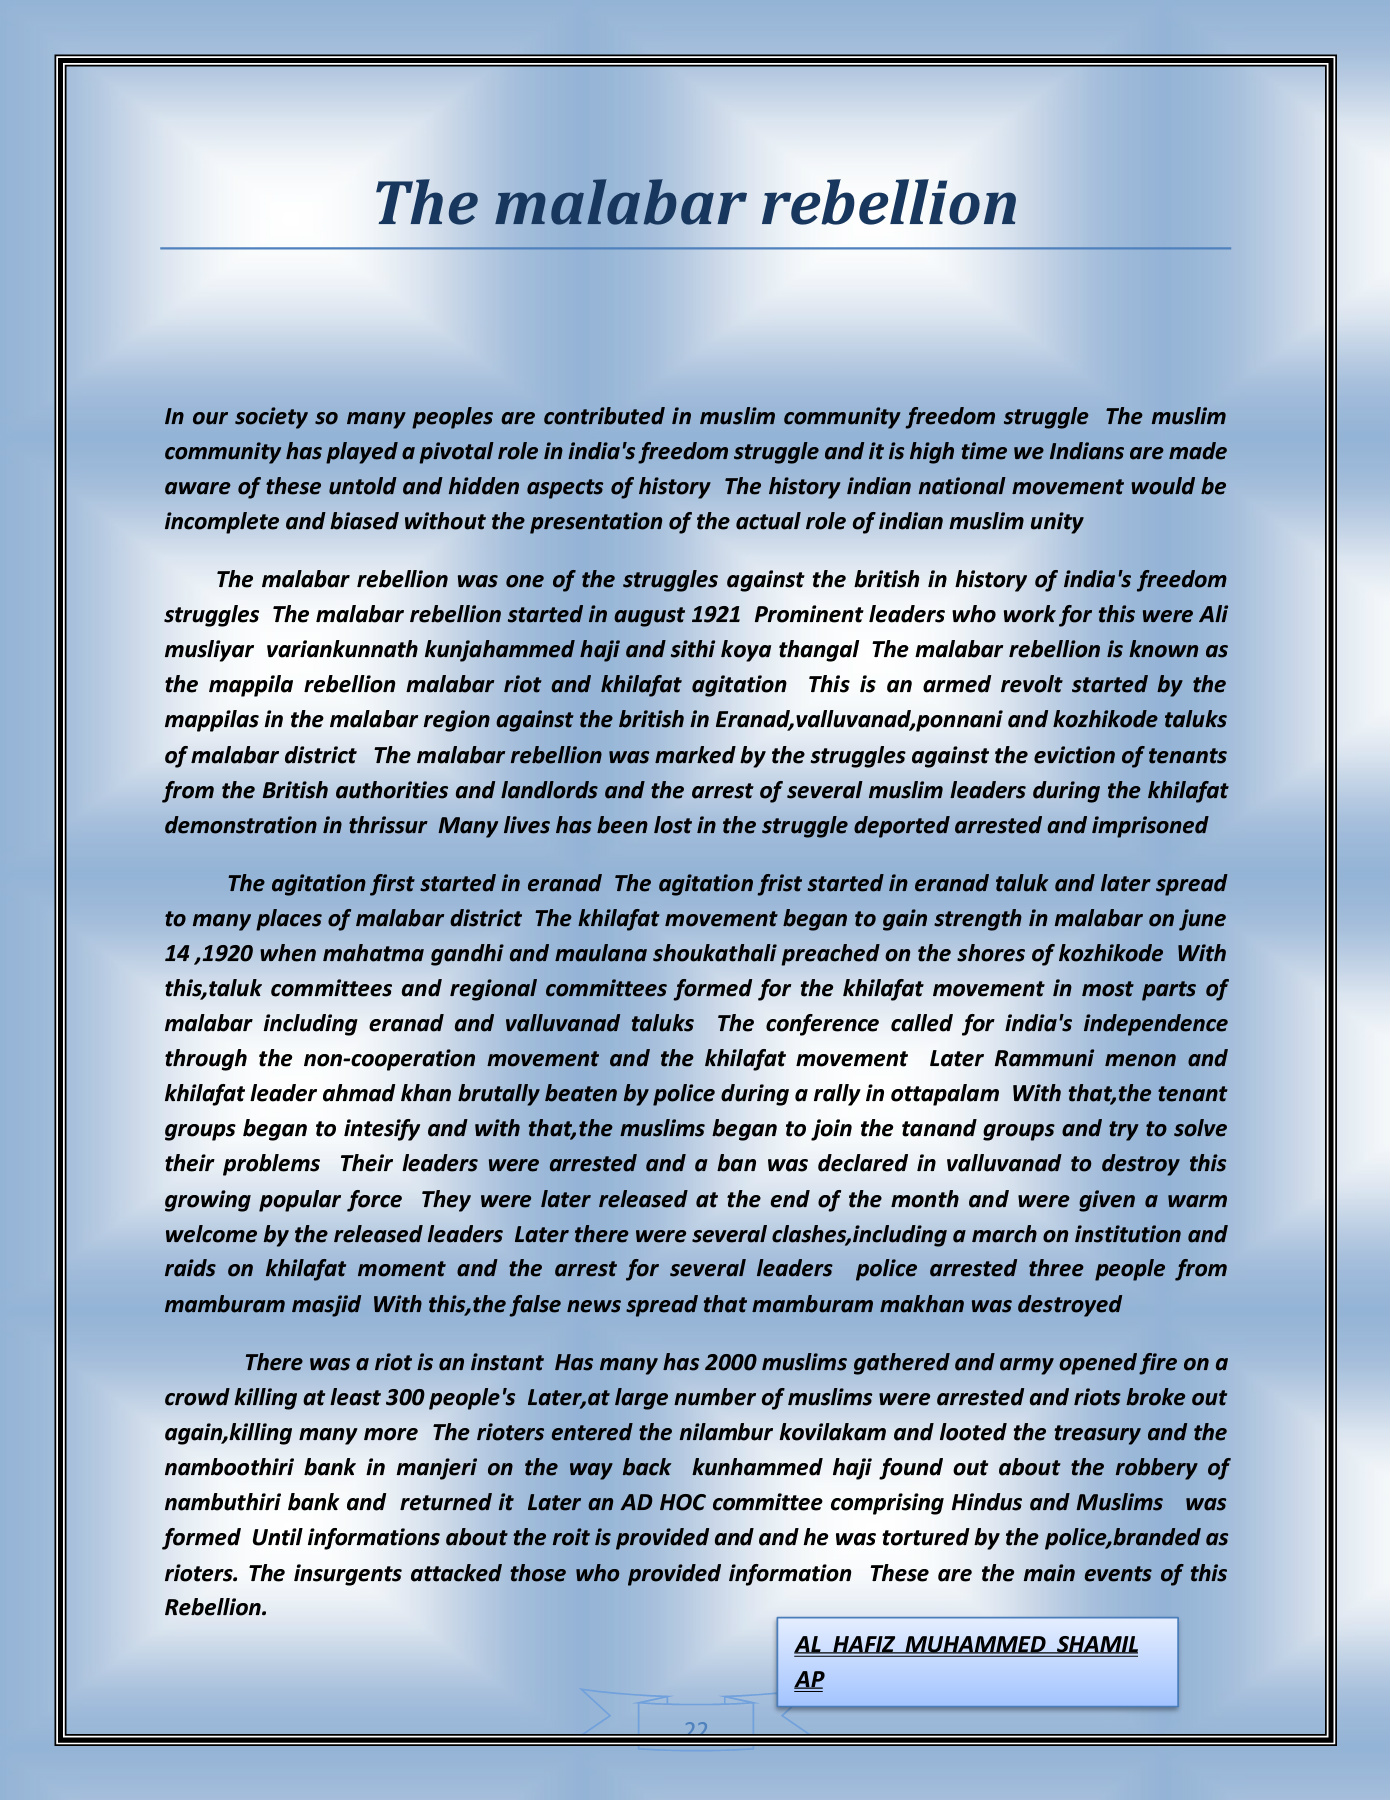 The malabar rebellion
In our society so many peoples are contributed in muslim community freedom struggle The muslim
community has played a pivotal role in india's freedom struggle and it is high time we Indians are made
aware of these untold and hidden aspects of history The history indian national movement would be
incomplete and biased without the presentation of the actual role of indian muslim unity
The malabar rebellion was one of the struggles against the british in history of india's freedom
struggles The malabar rebellion started in august 1921 Prominent leaders who work for this were Ali
musliyar variankunnath kunjahammed haji and sithi koya thangal The malabar rebellion is known as
the mappila rebellion malabar riot and khilafat agitation This is an armed revolt started by the
mappilas in the malabar region against the british in Eranad,valluvanad,ponnani and kozhikode taluks
of malabar district The malabar rebellion was marked by the struggles against the eviction of tenants
from the British authorities and landlords and the arrest of several muslim leaders during the khilafat
demonstration in thrissur Many lives has been lost in the struggle deported arrested and imprisoned
The agitation first started in eranad The agitation frist started in eranad taluk and later spread
to many places of malabar district The khilafat movement began to gain strength in malabar on june
14 ,1920 when mahatma gandhi and maulana shoukathali preached on the shores of kozhikode With
this,taluk committees and regional committees formed for the khilafat movement in most parts of
malabar including eranad and valluvanad taluks The conference called for india's independence
through the non-cooperation movement and the khilafat movement Later Rammuni menon and
khilafat leader ahmad khan brutally beaten by police during a rally in ottapalam With that,the tenant
groups began to intesify and with that,the muslims began to join the tanand groups and try to solve
their problems Their leaders were arrested and a ban was declared in valluvanad to destroy this
growing popular force They were later released at the end of the month and were given a warm
welcome by the released leaders Later there were several clashes,including a march on institution and
raids on khilafat moment and the arrest for several leaders police arrested three people from
mamburam masjid With this,the false news spread that mamburam makhan was destroyed
There was a riot is an instant Has many has 2000 muslims gathered and army opened fire on a
crowd killing at least 300 people's Later,at large number of muslims were arrested and riots broke out
again,killing many more The rioters entered the nilambur kovilakam and looted the treasury and the
namboothiri bank in manjeri on the way back kunhammed haji found out about the robbery of
nambuthiri bank and returned it Later an AD HOC committee comprising Hindus and Muslims was
formed Until informations about the roit is provided and and he was tortured by the police,branded as
rioters. The insurgents attacked those who provided information These are the main events of this
Rebellion.
AL HAFIZ MUHAMMED SHAMIL
AP
22